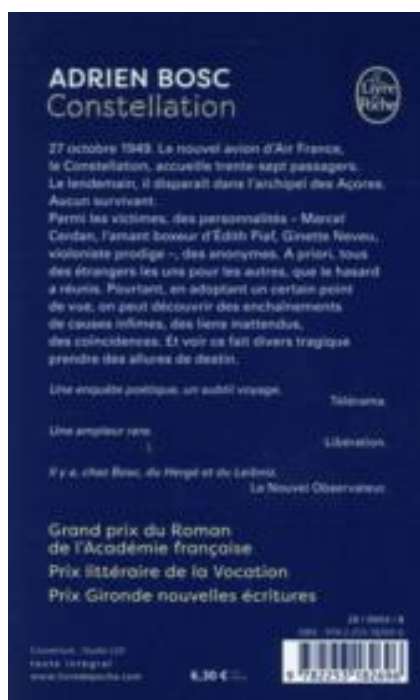 ADRIEN BOSC
Constellation
Le Livre de Poche
27 octobre 1949. Le nouvel avion d'Air France,
le Constellation, accueille trente-sept passagers.
Le lendemain, il disparaît dans l'archipel des Açores.
Aucun survivant.
Parmi les victimes, des personnalités – Marcel
Cerdan, l'amant boxeur d'Édith Piaf, Ginette Neveu,
violoniste prodige –, des anonymes. A priori, tous
des étrangers les uns pour les autres, que le hasard
a réunis. Pourtant, en adoptant un certain point
de vue, on peut découvrir des enchaînements
de causes infimes, des liens inattendus,
des coïncidences. Et voir ce fait divers tragique
prendre des allures de destin.
Une enquête poétique, un subtil voyage.
Télérama.
Une ampleur rare.
Libération.
Il y a, chez Bosc, du Hergé et du Leibniz.
Le Nouvel Observateur.
Grand prix du Roman
de l'Académie française
Prix littéraire de la Vocation
Prix Gironde nouvelles écritures
Couverture : Studio LGF
texte intégral
www.livredepoche.com
6,30 €